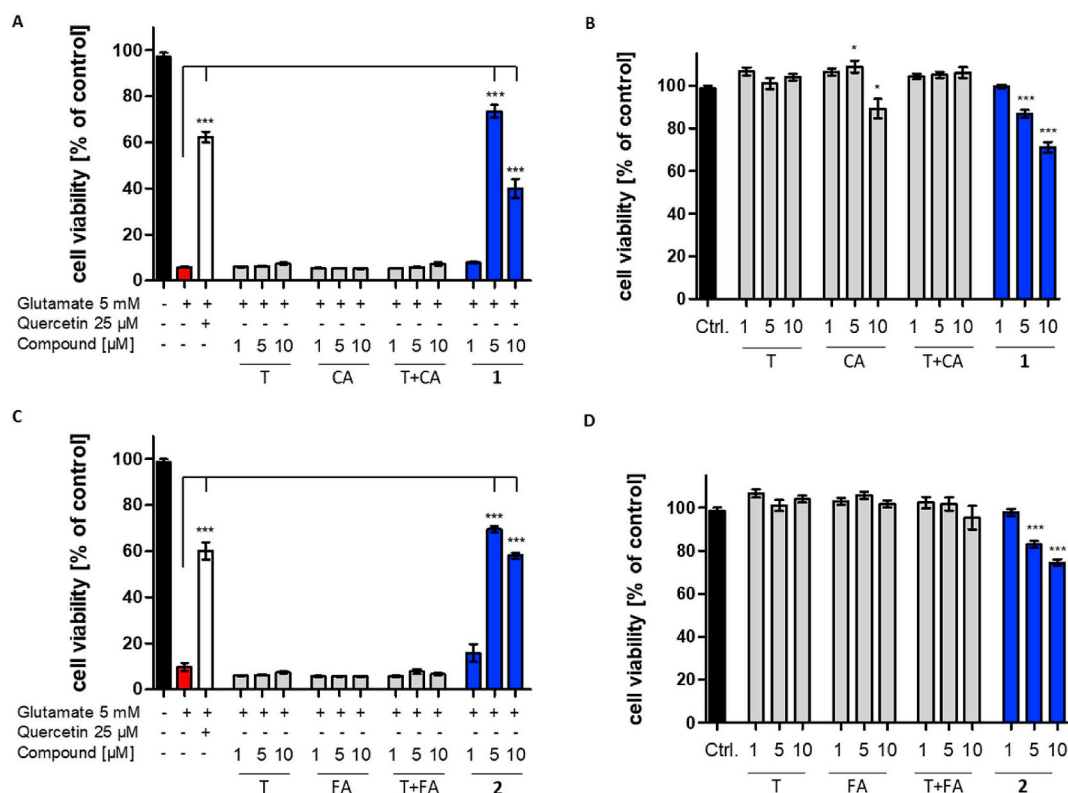 A
cell viability [% of control]
100
80
60
40
20
0
***
***
***
Glutamate 5 mM - + + + + + + + + + + + + + +
Quercetin 25 µM - - +
Compound [µM] - - - 1 5 10 1 5 10 1 5 10 1 5 10
T CA T+CA 1
B
cell viability [% of control]
100
80
60
40
20
0
*
*
***
***
Ctrl. 1 5 10 1 5 10 1 5 10 1 5 10
T CA T+CA 1
C
cell viability [% of control]
100
80
60
40
20
0
***
***
***
Glutamate 5 mM - + + + + + + + + + + + + + +
Quercetin 25 µM - - +
Compound [µM] - - - 1 5 10 1 5 10 1 5 10 1 5 10
T FA T+FA 2
D
cell viability [% of control]
100
80
60
40
20
0
***
***
Ctrl. 1 5 10 1 5 10 1 5 10 1 5 10
T FA T+FA 2